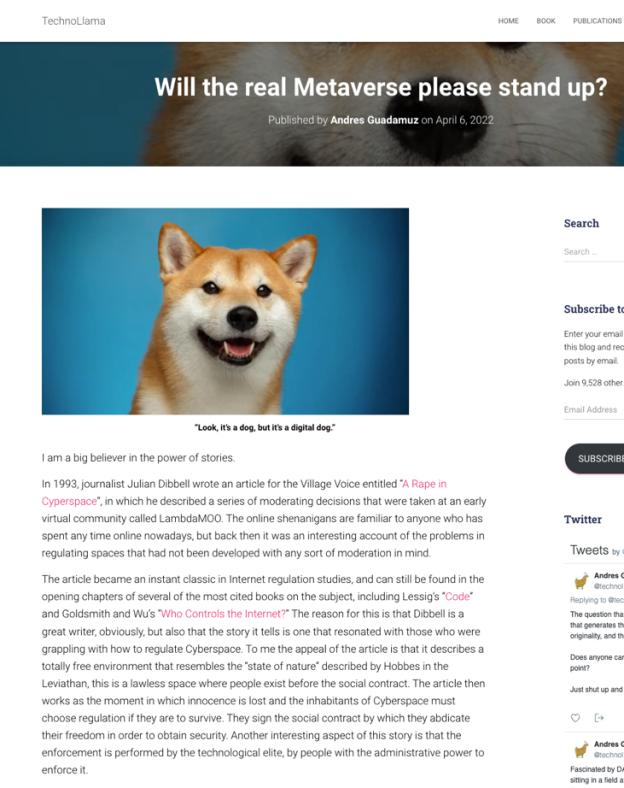 TechnoLlama
HOME BOOK PUBLICATIONS
Will the real Metaverse please stand up?
Published by Andres Guadamuz on April 6, 2022
"Look, it's a dog, but it's a digital dog."
I am a big believer in the power of stories.
In 1993, journalist Julian Dibbell wrote an article for the Village Voice entitled "A Rape in
Cyberspace", in which he described a series of moderating decisions that were taken at an early
virtual community called LambdaMOO. The online shenanigans are familiar to anyone who has
spent any time online nowadays, but back then it was an interesting account of the problems in
regulating spaces that had not been developed with any sort of moderation in mind.
The article became an instant classic in Internet regulation studies, and can still be found in the
opening chapters of several of the most cited books on the subject, including Lessig's "Code"
and Goldsmith and Wu's "Who Controls the Internet?" The reason for this is that Dibbell is a
great writer, obviously, but also that the story it tells is one that resonated with those who were
grappling with how to regulate Cyberspace. To me the appeal of the article is that it describes a
totally free environment that resembles the "state of nature" described by Hobbes in the
Leviathan, this is a lawless space where people exist before the social contract. The article then
works as the moment in which innocence is lost and the inhabitants of Cyberspace must
choose regulation if they are to survive. They sign the social contract by which they abdicate
their freedom in order to obtain security. Another interesting aspect of this story is that the
enforcement is performed by the technological elite, by people with the administrative power to
enforce it.
Search
Search …
Subscribe to
Enter your email
this blog and rec
posts by email.
Join 9,528 other
Email Address
SUBSCRIBE
Twitter
Tweets by
Andres G
@technol
Replying to @tec
The question tha
that generates th
originality, and th
Does anyone car
point?
Just shut up and
Andres G
@technol
Fascinated by DA
sitting in a field a